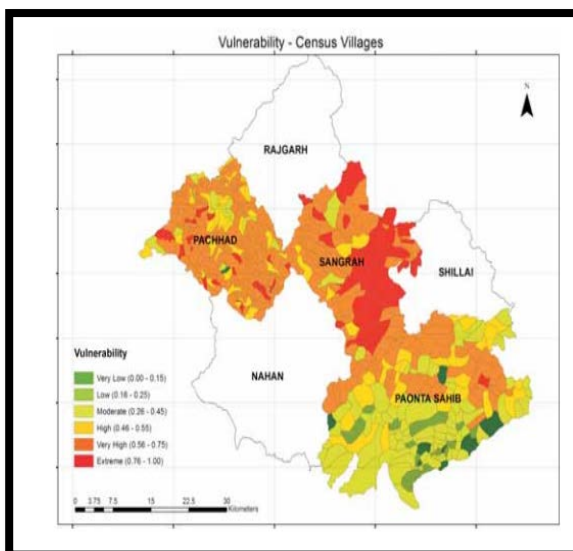 Vulnerability - Census Villages
N
RAJGARH
PACHHAD
SANGRAH
SHILLAI
NAHAN
PAONTA SAHIB
Vulnerability
Very Low (0.00 - 0.15)
Low (0.16 - 0.25)
Moderate (0.26 - 0.45)
High (0.46 - 0.55)
Very High (0.56 - 0.75)
Extreme (0.76 - 1.00)
0 3.75 7.5 15 22.5 30
Kilometers